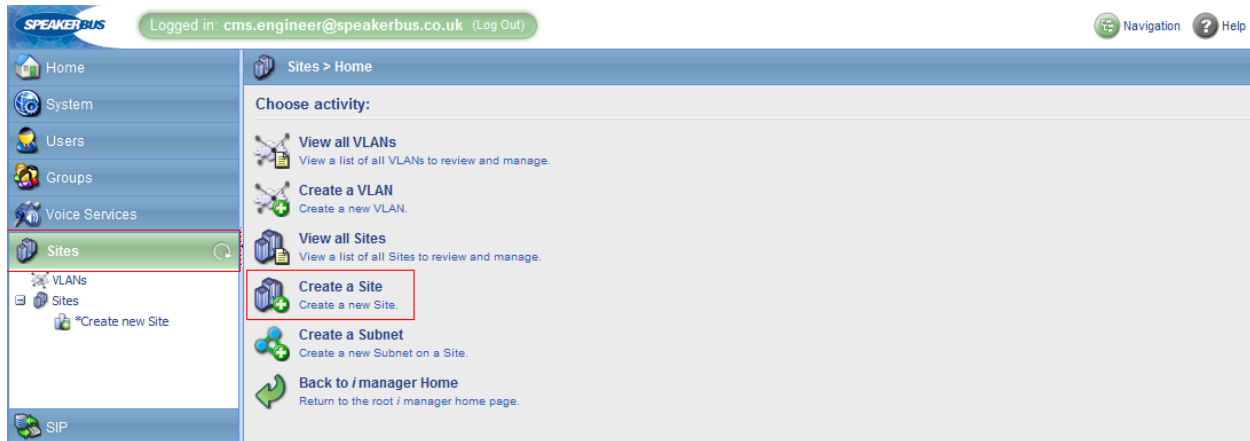 SPEAKERBUS
Logged in: cms.engineer@speakerbus.co.uk (Log Out)
Navigation
Help
Home
System
Users
Groups
Voice Services
Sites
VLANs
Sites
*Create new Site
SIP
Sites > Home
Choose activity:
View all VLANs
View a list of all VLANs to review and manage.
Create a VLAN
Create a new VLAN.
View all Sites
View a list of all Sites to review and manage.
Create a Site
Create a new Site.
Create a Subnet
Create a new Subnet on a Site.
Back to i manager Home
Return to the root i manager home page.